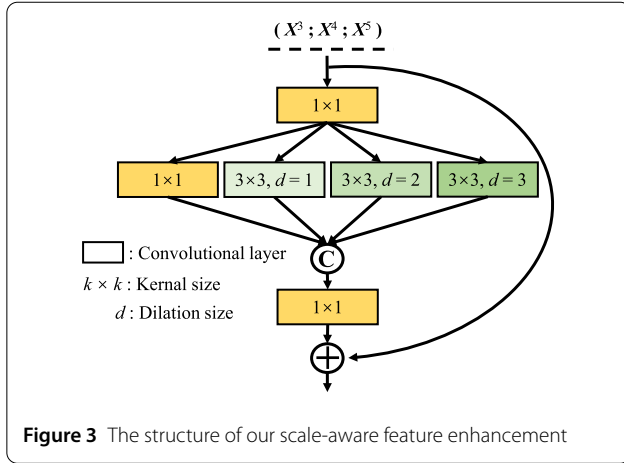 ( X³ ; X⁴ ; X⁵ )
1×1
1×1
3×3, d = 1
3×3, d = 2
3×3, d = 3
C
: Convolutional layer
k × k : Kernal size
d : Dilation size
1×1
+
Figure 3 The structure of our scale-aware feature enhancement